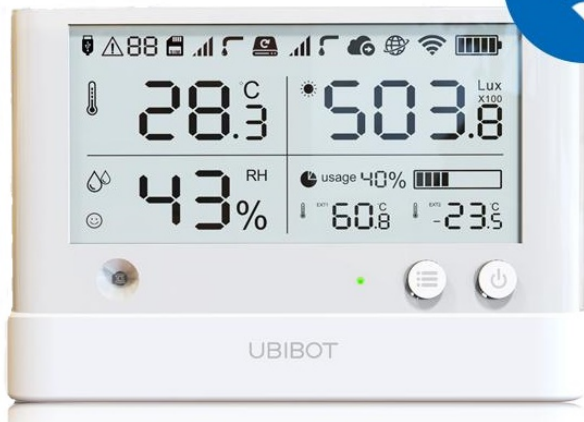 88
28.3 °C
503.8 Lux X100
43% RH
usage 40%
EXT1 60.8 °C EXT2 -23.5 °C
UBIBOT